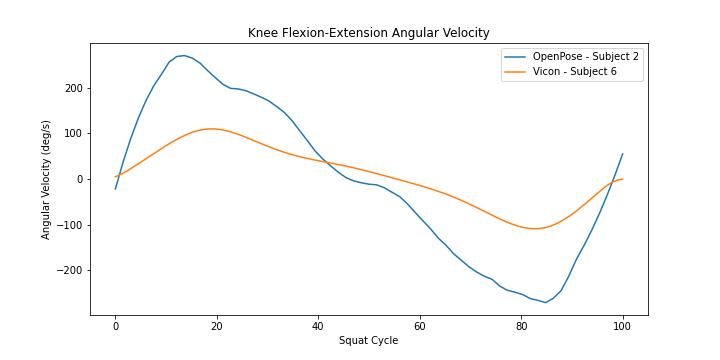 Knee Flexion-Extension Angular Velocity
OpenPose - Subject 2
Vicon - Subject 6
Angular Velocity (deg/s)
200
100
0
−100
−200
0 20 40 60 80 100
Squat Cycle